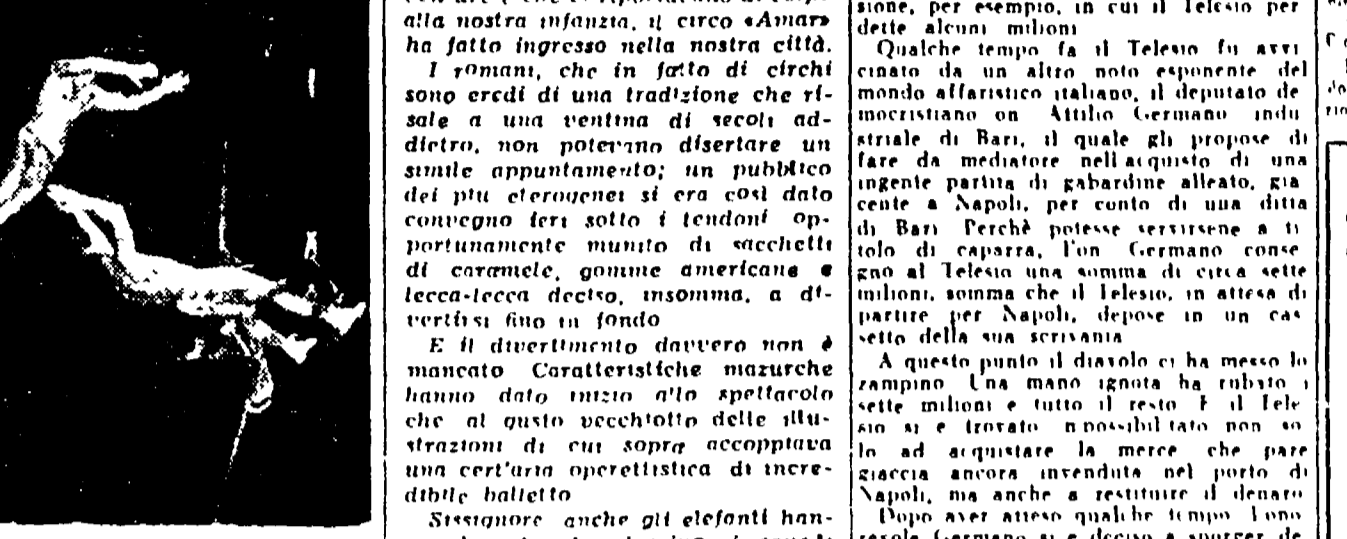 alla nostra infanzia, il circo «Amar»
ha fatto ingresso nella nostra città.
I romani, che in fatto di circhi
sono eredi di una tradizione che ri-
sale a una ventina di secoli ad-
dietro, non potevano disertare un
simile appuntamento; un pubblico
dei più eterogenei si era così dato
convegno ieri sotto i tendoni op-
portunamente munito di sacchetti
di caramele, gomme americane e
lecca-lecca deciso, insomma, a di-
vertirsi fino in fondo
E il divertimento davvero non è
mancato Caratteristiche mazurche
hanno dato inizio allo spettacolo
che al gusto vecchiotto delle illu-
strazioni di cui sopra accoppiava
una cert'aria operettistica di incre-
dibile balletto
Sissignore anche gli elefanti han-
sione, per esempio, in cui il Telesio per
dette alcuni milioni
Qualche tempo fa il Telesio fu avvi
cinato da un altro noto esponente del
mondo affaristico italiano, il deputato de
mocristiano on Attilio Germano indu
striale di Bari, il quale gli propose di
fare da mediatore nell acquisto di una
ingente partita di gabardine alleato, gia
cente a Napoli, per conto di una ditta
di Bari Perchè potesse servirsene a ti
tolo di caparra, l'on Germano conse
gno al Telesio una somma di circa sette
milioni, somma che il Telesio, in attesa di
partire per Napoli, depose in un cas
setto della sua scrivania
A questo punto il diavolo ci ha messo lo
zampino Una mano ignota ha rubato i
sette milioni e tutto il resto E il Tele
sio si e trovato npossibil tato non so
lo ad acquistare la merce che pare
giaccia ancora invenduta nel porto di
Napoli, ma anche a restituire il denaro
Dopo aver atteso qualche tempo l ono
revole Germano si e deciso a sporger de